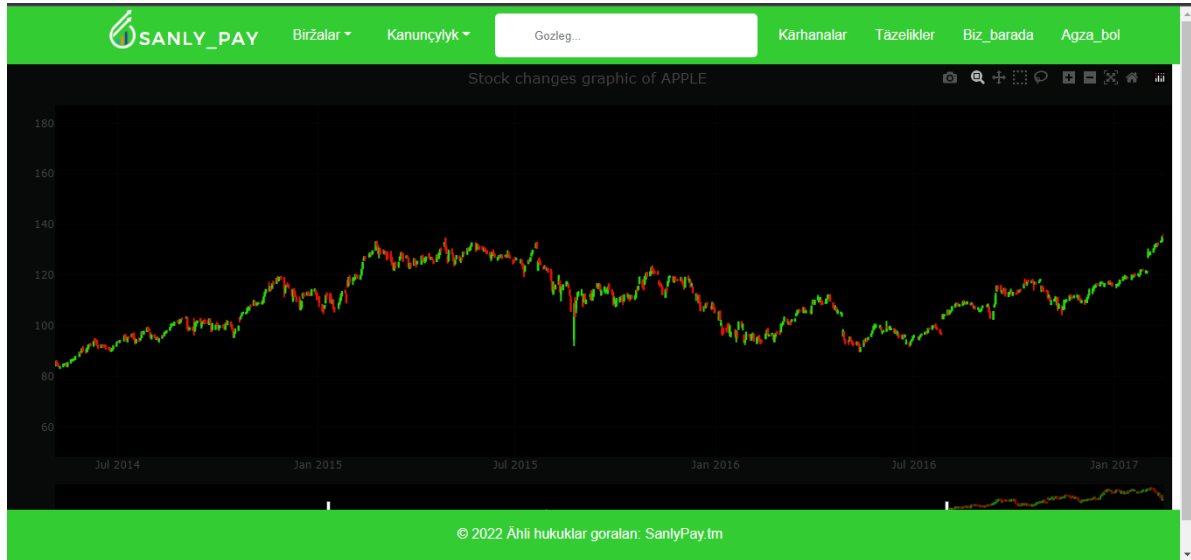 SANLY_PAY Biržalar Kanunçylyk Gozleg... Kärhanalar Täzelikler Biz_barada Agza_bol
Stock changes graphic of APPLE
180
160
140
120
100
80
60
Jul 2014 Jan 2015 Jul 2015 Jan 2016 Jul 2016 Jan 2017
© 2022 Ähli hukuklar goralan: SanlyPay.tm